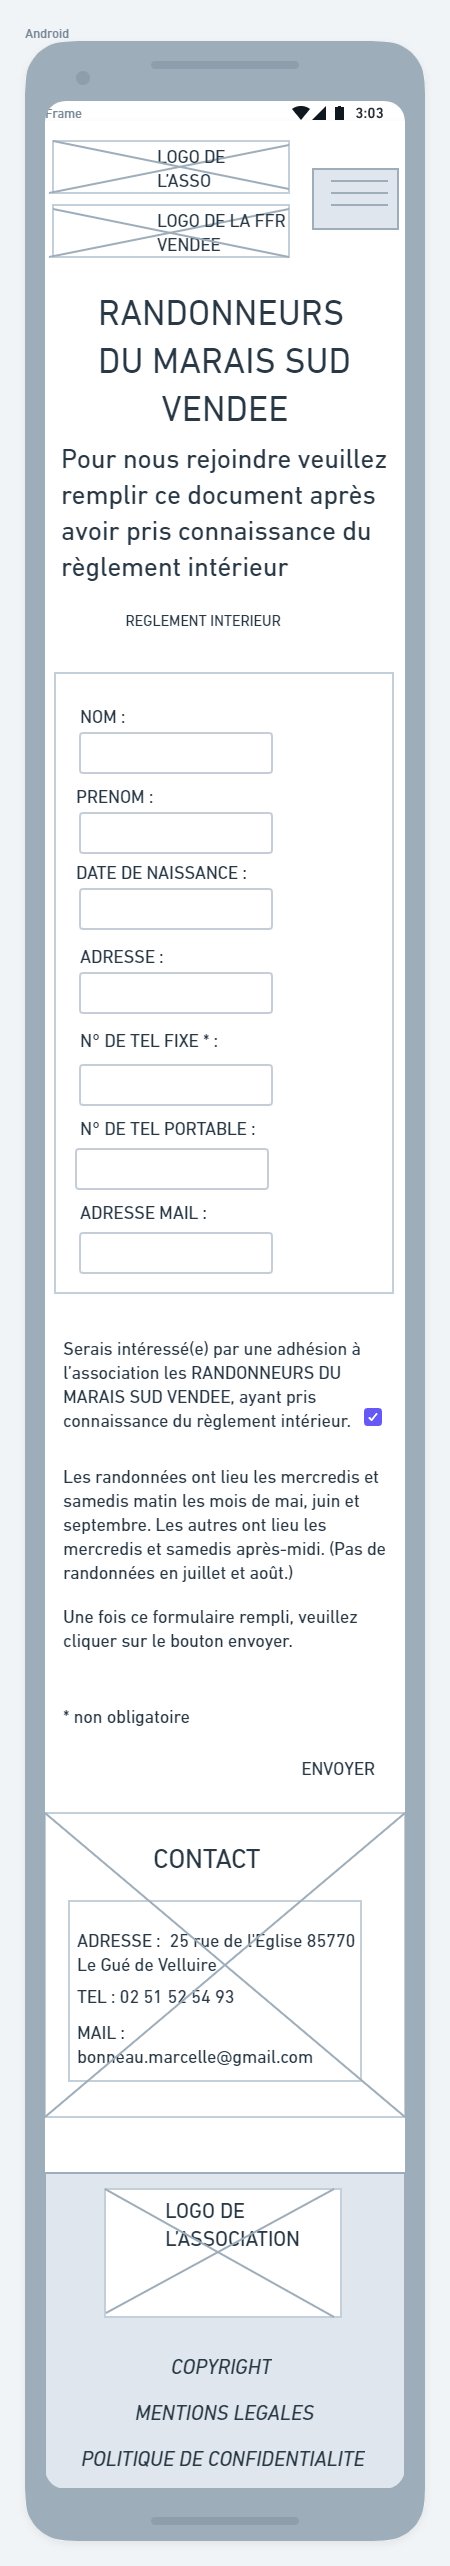 Android
Frame
3:03
LOGO DE
L'ASSO
LOGO DE LA FFR
VENDEE
RANDONNEURS
DU MARAIS SUD
VENDEE
Pour nous rejoindre veuillez
remplir ce document après
avoir pris connaissance du
règlement intérieur
REGLEMENT INTERIEUR
NOM :
PRENOM :
DATE DE NAISSANCE :
ADRESSE :
N° DE TEL FIXE * :
N° DE TEL PORTABLE :
ADRESSE MAIL :
Serais intéressé(e) par une adhésion à
l'association les RANDONNEURS DU
MARAIS SUD VENDEE, ayant pris
connaissance du règlement intérieur.
Les randonnées ont lieu les mercredis et
samedis matin les mois de mai, juin et
septembre. Les autres ont lieu les
mercredis et samedis après-midi. (Pas de
randonnées en juillet et août.)
Une fois ce formulaire rempli, veuillez
cliquer sur le bouton envoyer.
* non obligatoire
ENVOYER
CONTACT
ADRESSE : 25 rue de l'Eglise 85770
Le Gué de Velluire
TEL : 02 51 52 54 93
MAIL :
bonneau.marcelle@gmail.com
LOGO DE
L'ASSOCIATION
COPYRIGHT
MENTIONS LEGALES
POLITIQUE DE CONFIDENTIALITE